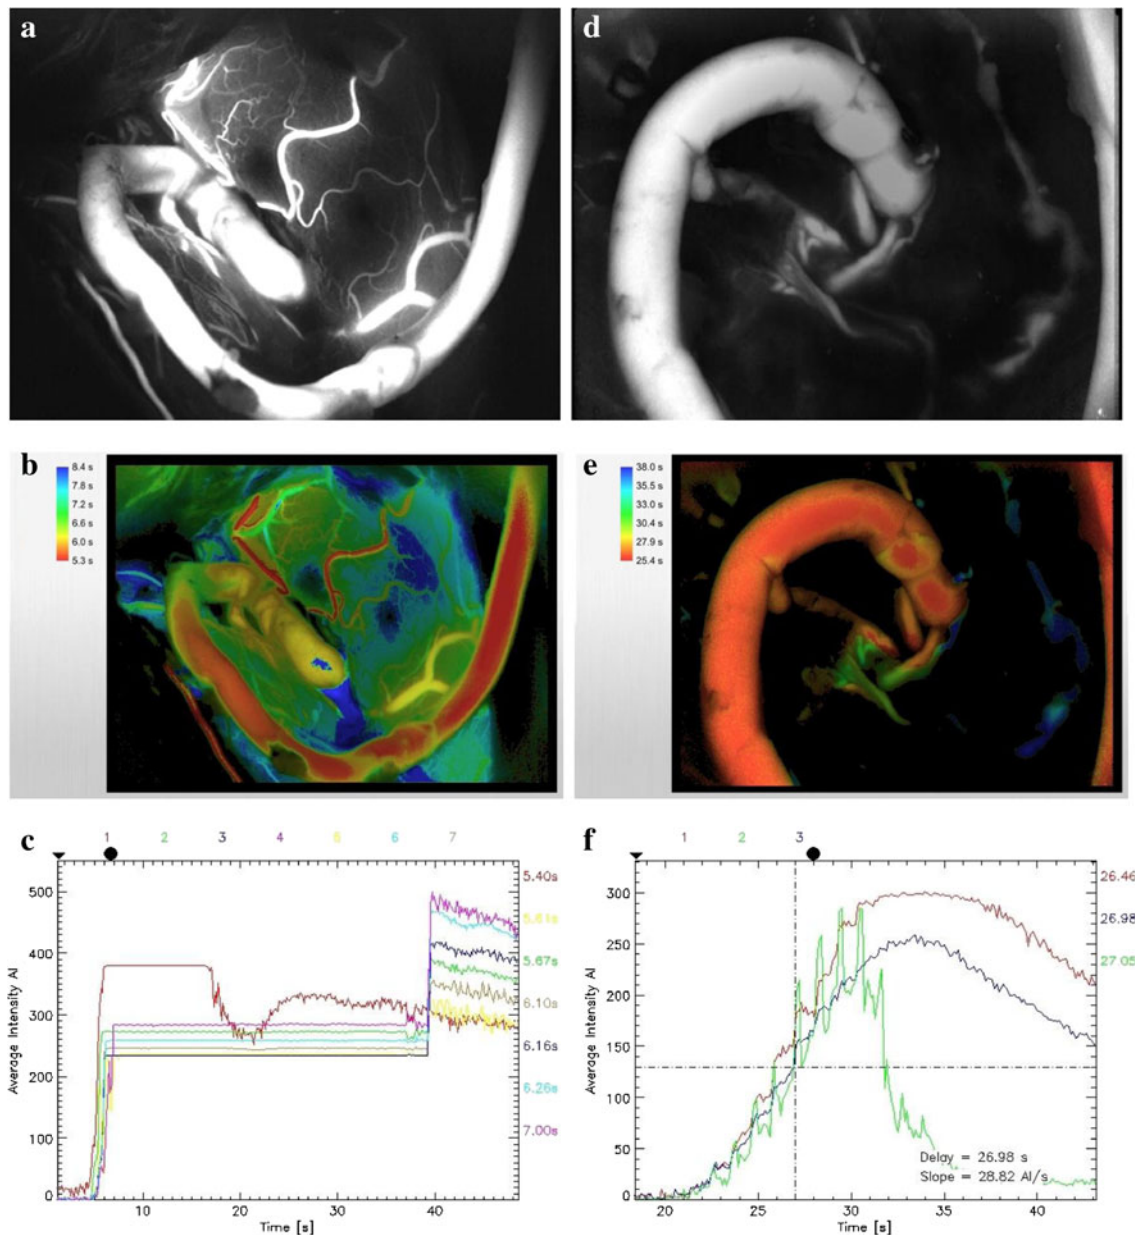 a
d
b
8.4 s
7.8 s
7.2 s
6.6 s
6.0 s
5.3 s
e
38.0 s
35.5 s
33.0 s
30.4 s
27.9 s
25.4 s
c
1 2 3 4 5 6 7
500
400
300
200
100
0
Average Intensity AI
10 20 30 40
Time [s]
5.40s
5.61s
5.67s
6.10s
6.16s
6.26s
7.00s
f
1 2 3
300
250
200
150
100
50
0
Average Intensity AI
20 25 30 35 40
Time [s]
26.46
26.98
27.05
Delay = 26.98 s
Slope = 28.82 AI/s